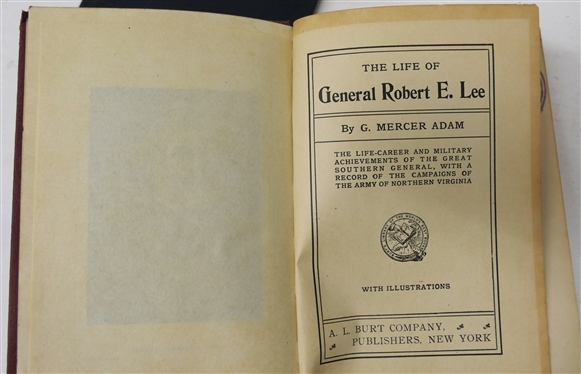 THE LIFE OF
General Robert E. Lee
By G. MERCER ADAM
THE LIFE-CAREER AND MILITARY
ACHIEVEMENTS OF THE GREAT
SOUTHERN GENERAL, WITH A
RECORD OF THE CAMPAIGNS OF
THE ARMY OF NORTHERN VIRGINIA
WITH ILLUSTRATIONS
A. L. BURT COMPANY,
PUBLISHERS, NEW YORK